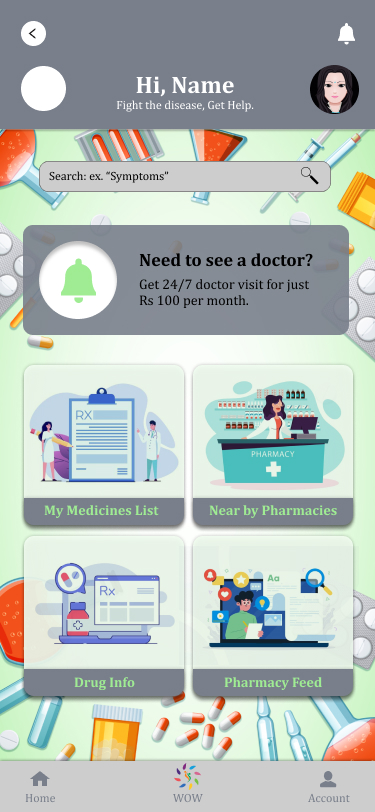 Hi, Name
Fight the disease, Get Help.
Search: ex. “Symptoms”
Need to see a doctor?
Get 24/7 doctor visit for just
Rs 100 per month.
RX
PHARMACY
My Medicines List
Near by Pharmacies
Rx
Aa
Drug Info
Pharmacy Feed
Home
WOW
Account